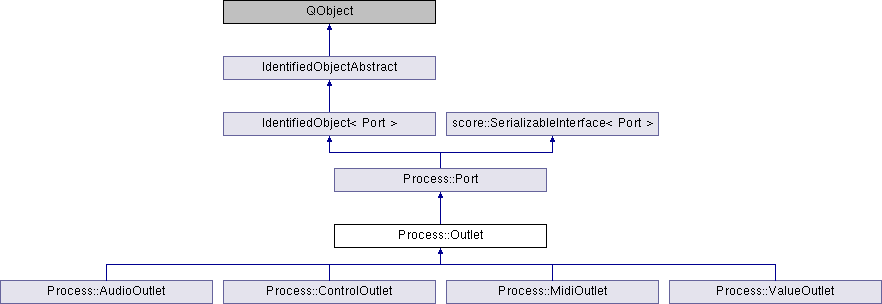 QObject
IdentifiedObjectAbstract
IdentifiedObject< Port >
score::SerializableInterface< Port >
Process::Port
Process::Outlet
Process::AudioOutlet
Process::ControlOutlet
Process::MidiOutlet
Process::ValueOutlet